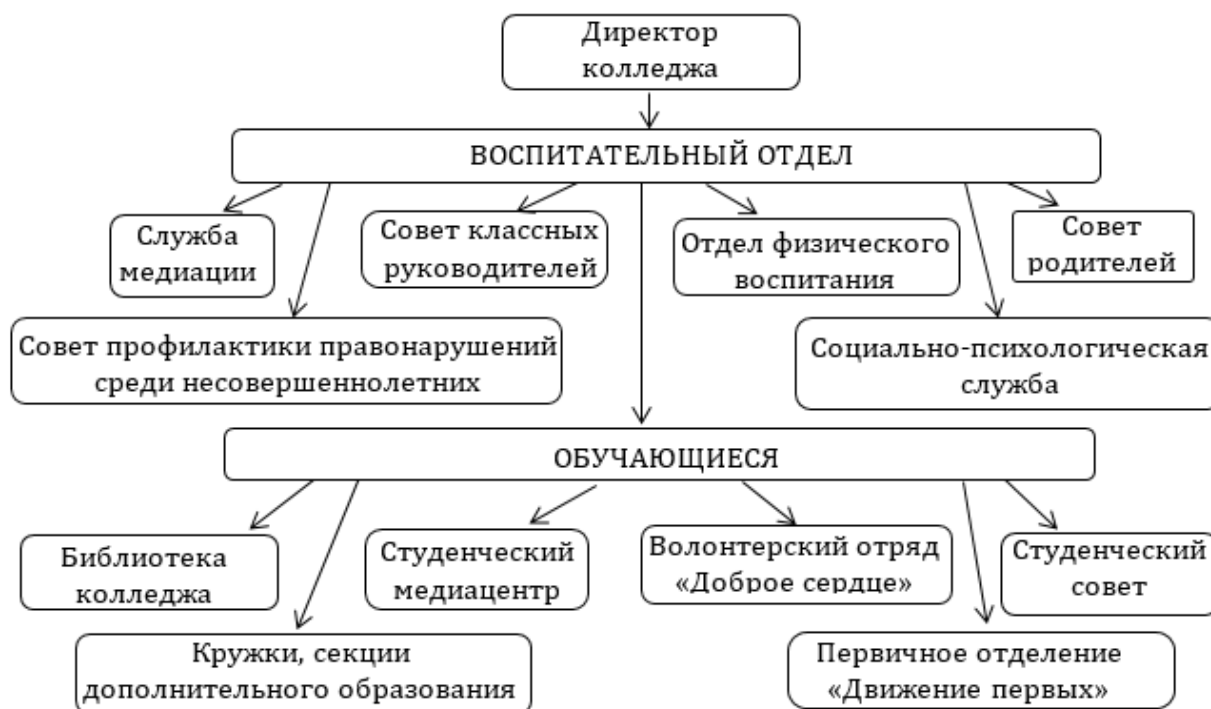 Директор
колледжа
ВОСПИТАТЕЛЬНЫЙ ОТДЕЛ
Служба
медиации
Совет классных
руководителей
Отдел физического
воспитания
Совет
родителей
Совет профилактики правонарушений
среди несовершеннолетних
Социально-психологическая
служба
ОБУЧАЮЩИЕСЯ
Библиотека
колледжа
Студенческий
медиацентр
Волонтерский отряд
«Доброе сердце»
Студенческий
совет
Кружки, секции
дополнительного образования
Первичное отделение
«Движение первых»